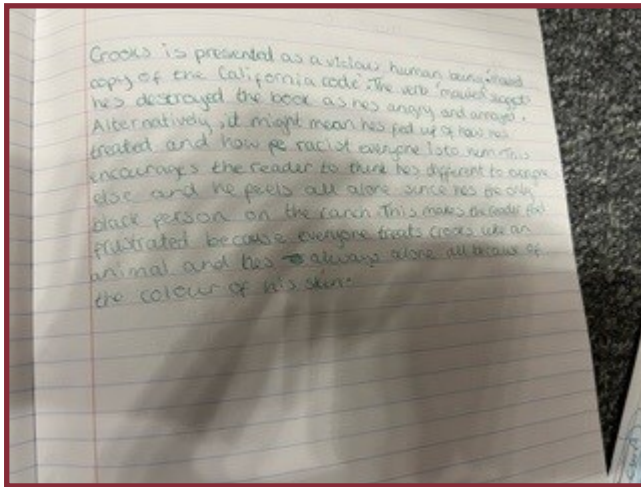 Crooks is presented as a vicious human being "mauled
copy of the California code". The verb "mauled" suggests
hes destroyed the book as hes angry and annoyed.
Alternatively, it might mean hes fed up of how hes
treated and how racist everyone is to him. This
encourages the reader to think hes different to everyone
else and he feels all alone since hes the only
black person on the ranch. This makes the reader feel
frustrated because everyone treats Crooks like an
animal and hes always alone all because of
the colour of his skin.